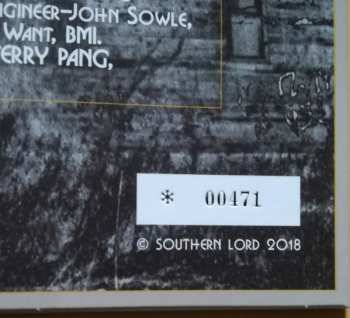 gineer-John Sowle,
Want, BMI.
erry Pang,
* 00471
© Southern Lord 2018